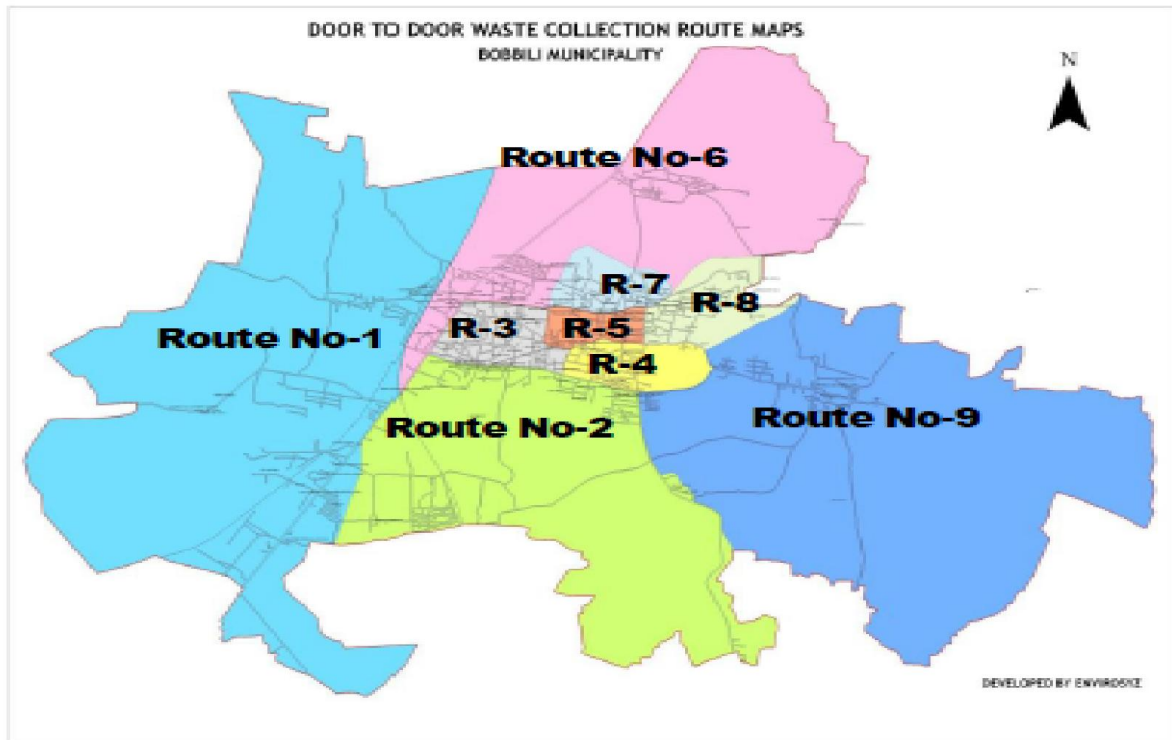 DOOR TO DOOR WASTE COLLECTION ROUTE MAPS
BOBBILI MUNICIPALITY
N
Route No-6
R-7
R-8
R-3
R-5
Route No-1
R-4
Route No-9
Route No-2
DEVELOPED BY ENVIROSYZ